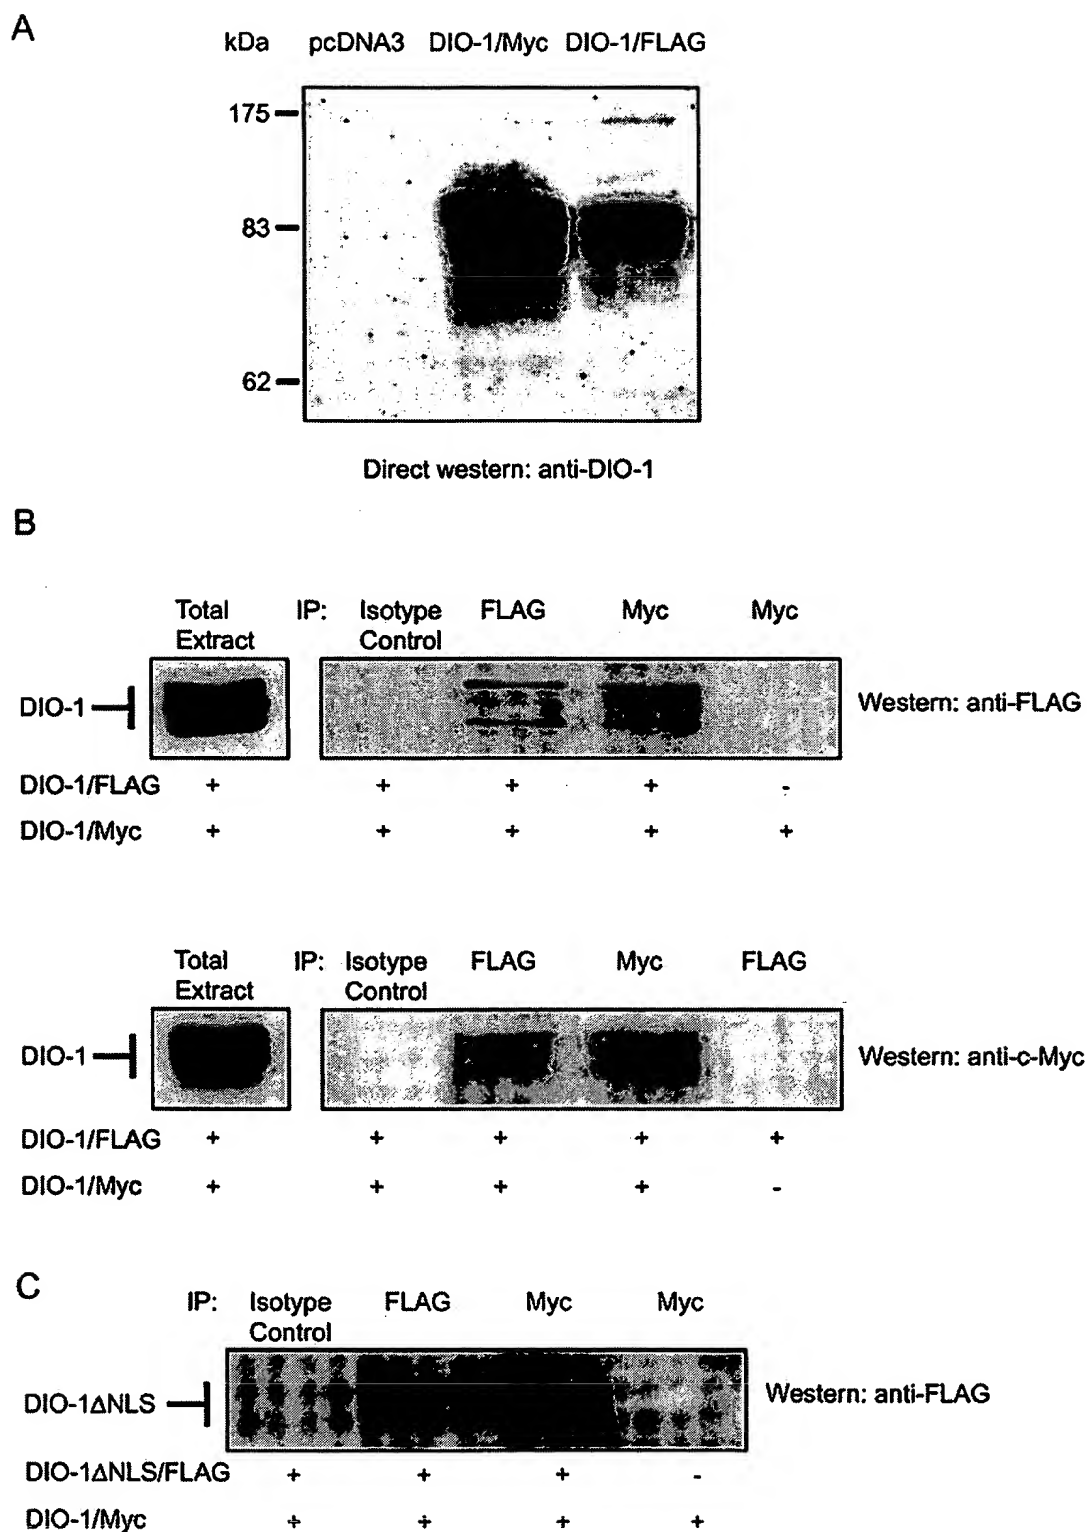 A
kDa pcDNA3 DIO-1/Myc DIO-1/FLAG
175
83
62
Direct western: anti-DIO-1
B
Total Extract IP: Isotype Control FLAG Myc Myc
DIO-1 Western: anti-FLAG
DIO-1/FLAG + + + + -
DIO-1/Myc + + + + +
Total Extract IP: Isotype Control FLAG Myc FLAG
DIO-1 Western: anti-c-Myc
DIO-1/FLAG + + + + +
DIO-1/Myc + + + + -
C
IP: Isotype Control FLAG Myc Myc
DIO-1ΔNLS Western: anti-FLAG
DIO-1ΔNLS/FLAG + + + -
DIO-1/Myc + + + +